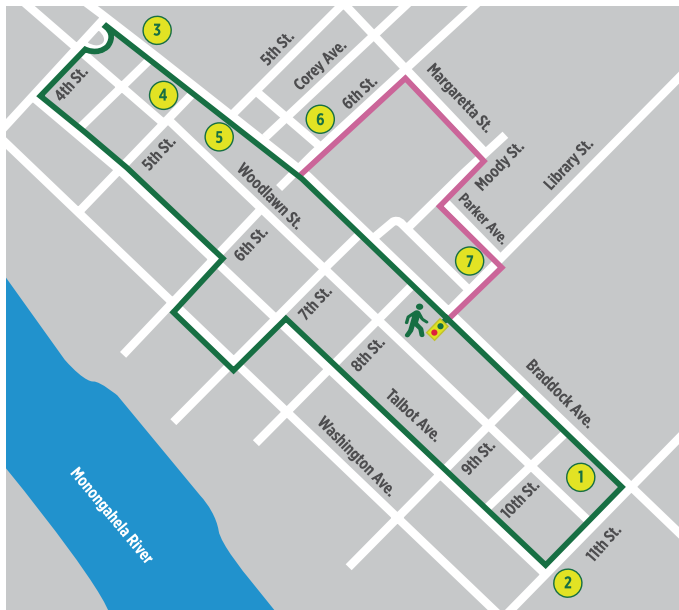 3
5th St.
Corey Ave.
4th St.
4
6th St.
Margaretta St.
6
5
5th St.
Moody St.
Library St.
Woodlawn St.
Parker Ave.
6th St.
7
7th St.
8th St.
Braddock Ave.
Talbot Ave.
Washington Ave.
9th St.
1
10th St.
Monongahela River
11th St.
2